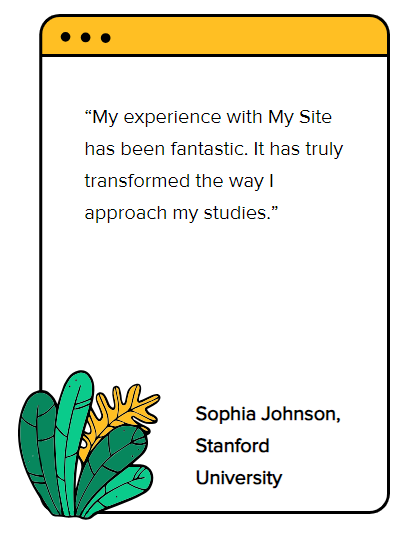 “My experience with My Site
has been fantastic. It has truly
transformed the way I
approach my studies.”
Sophia Johnson,
Stanford
University